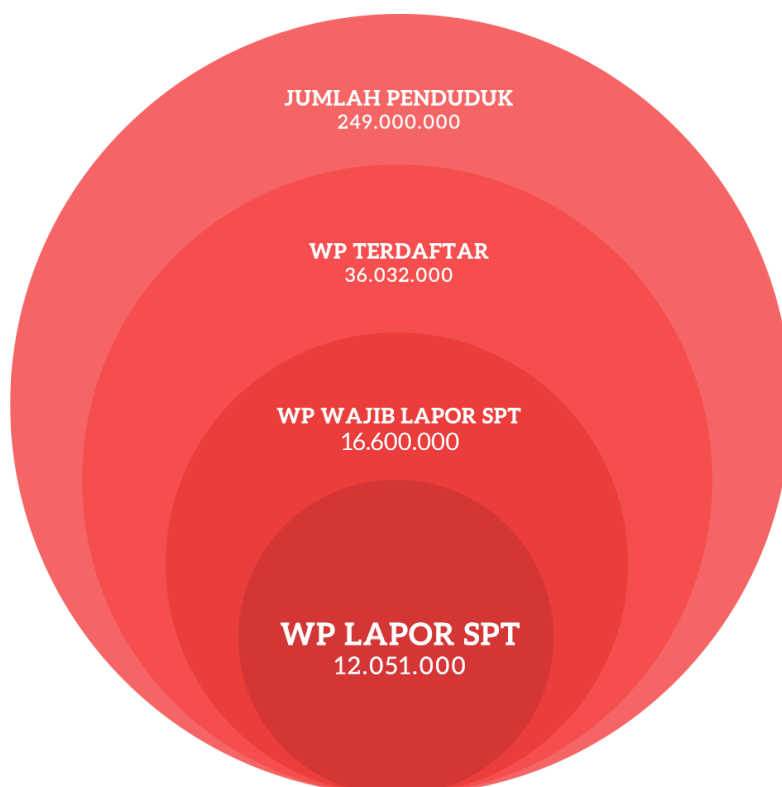 JUMLAH PENDUDUK
249.000.000
WP TERDAFTAR
36.032.000
WP WAJIB LAPOR SPT
16.600.000
WP LAPOR SPT
12.051.000